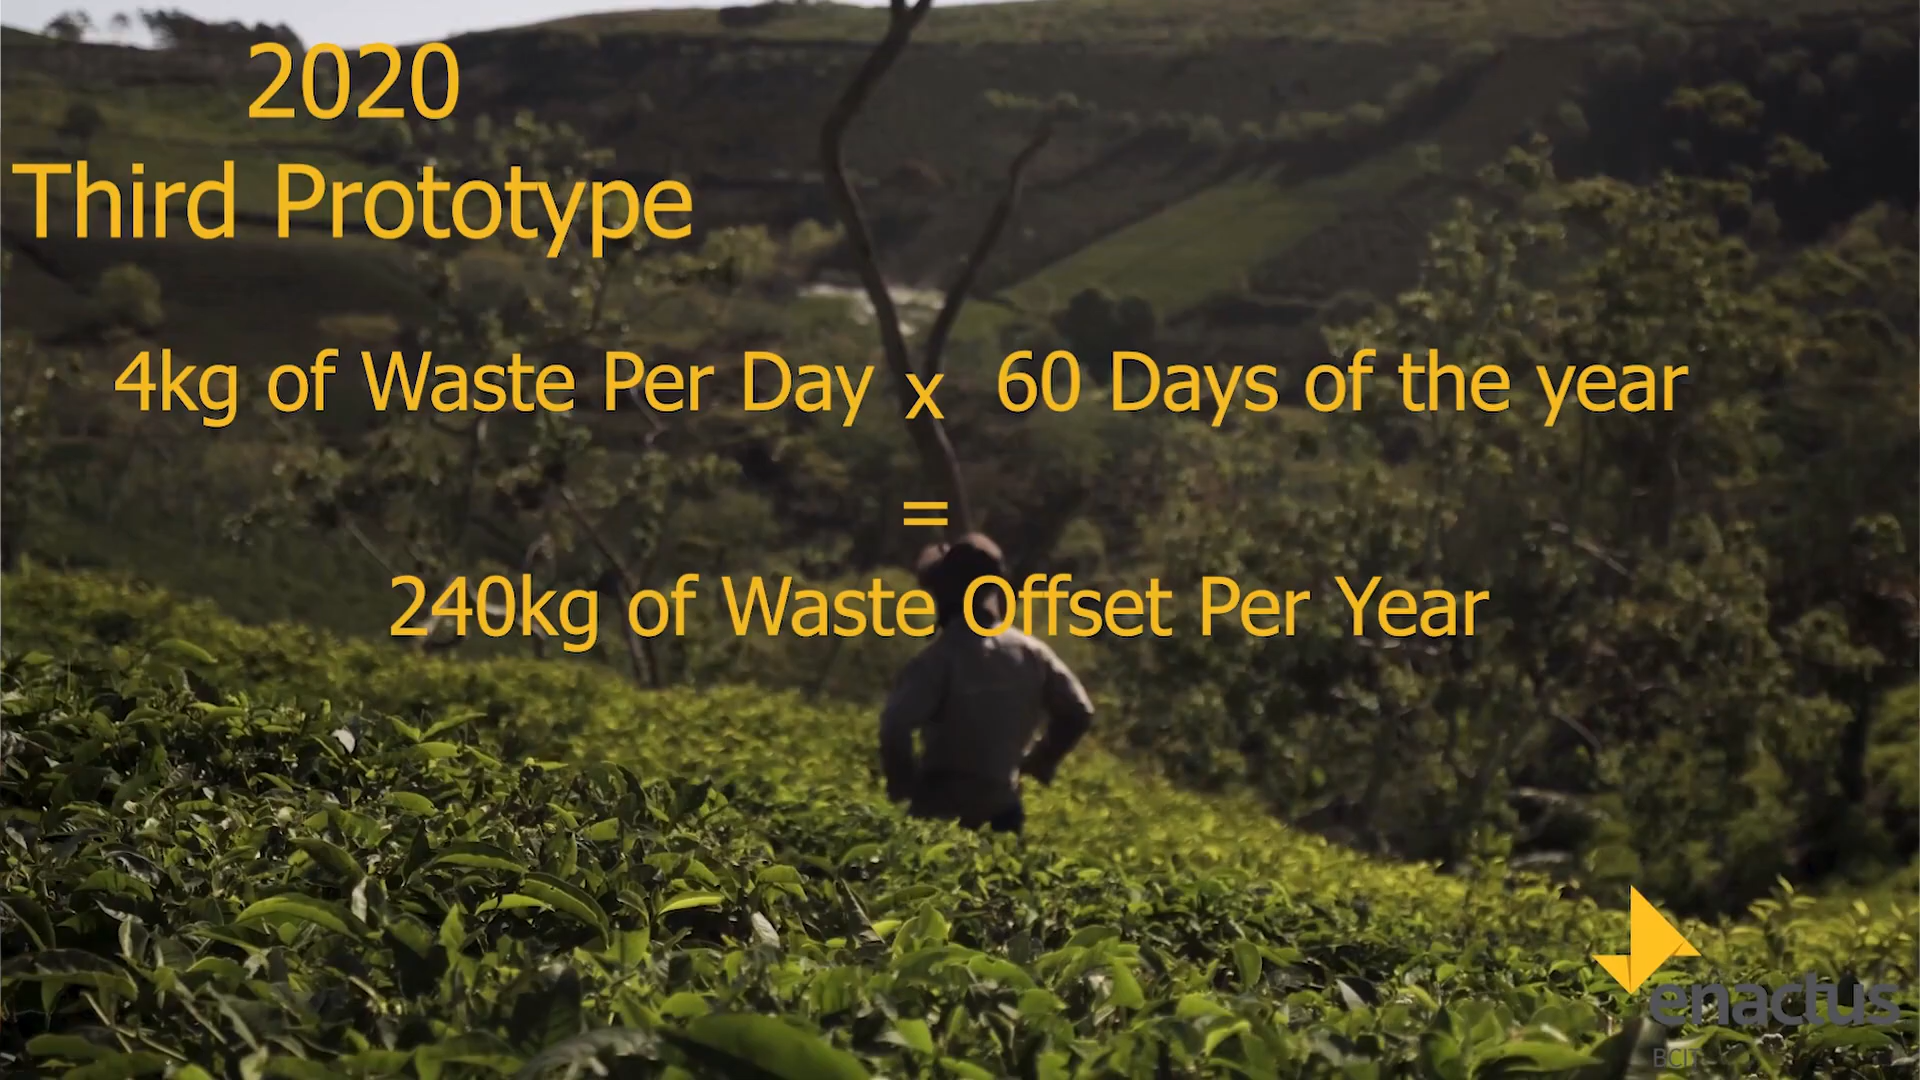 2020
Third Prototype
4kg of Waste Per Day x 60 Days of the year
=
240kg of Waste Offset Per Year
enactus
BCIT